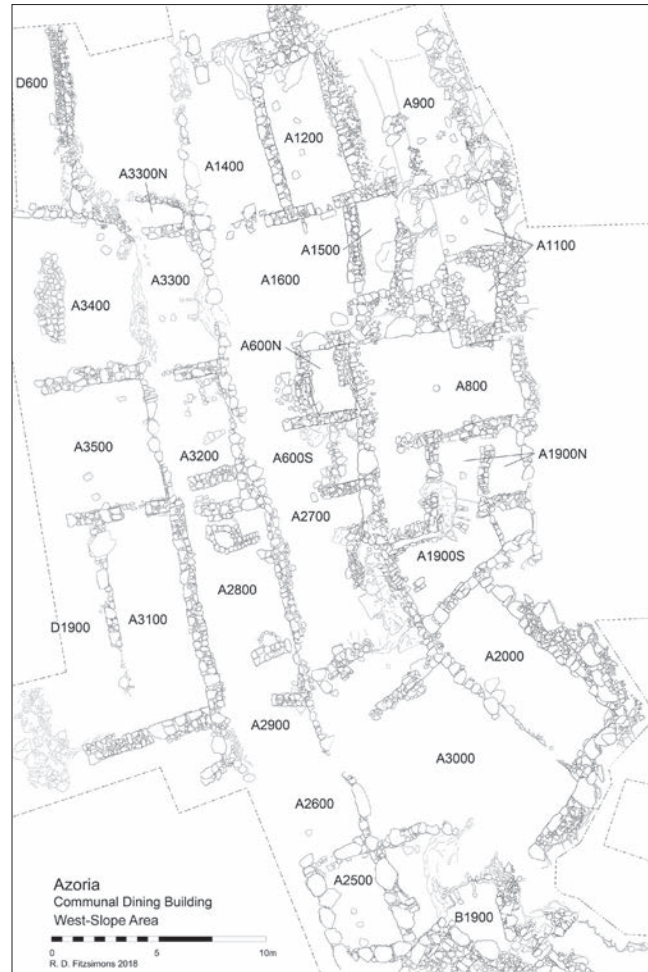 D600
A900
A1200
A3300N
A1400
A1500
A1100
A1600
A3300
A3400
A600N
A800
A3500
A3200
A600S
A1900N
A2700
A1900S
A2800
D1900
A3100
A2000
A2900
A3000
A2600
A2500
B1900
Azoria
Communal Dining Building
West-Slope Area
0 5 10m
R. D. Fitzsimons 2018